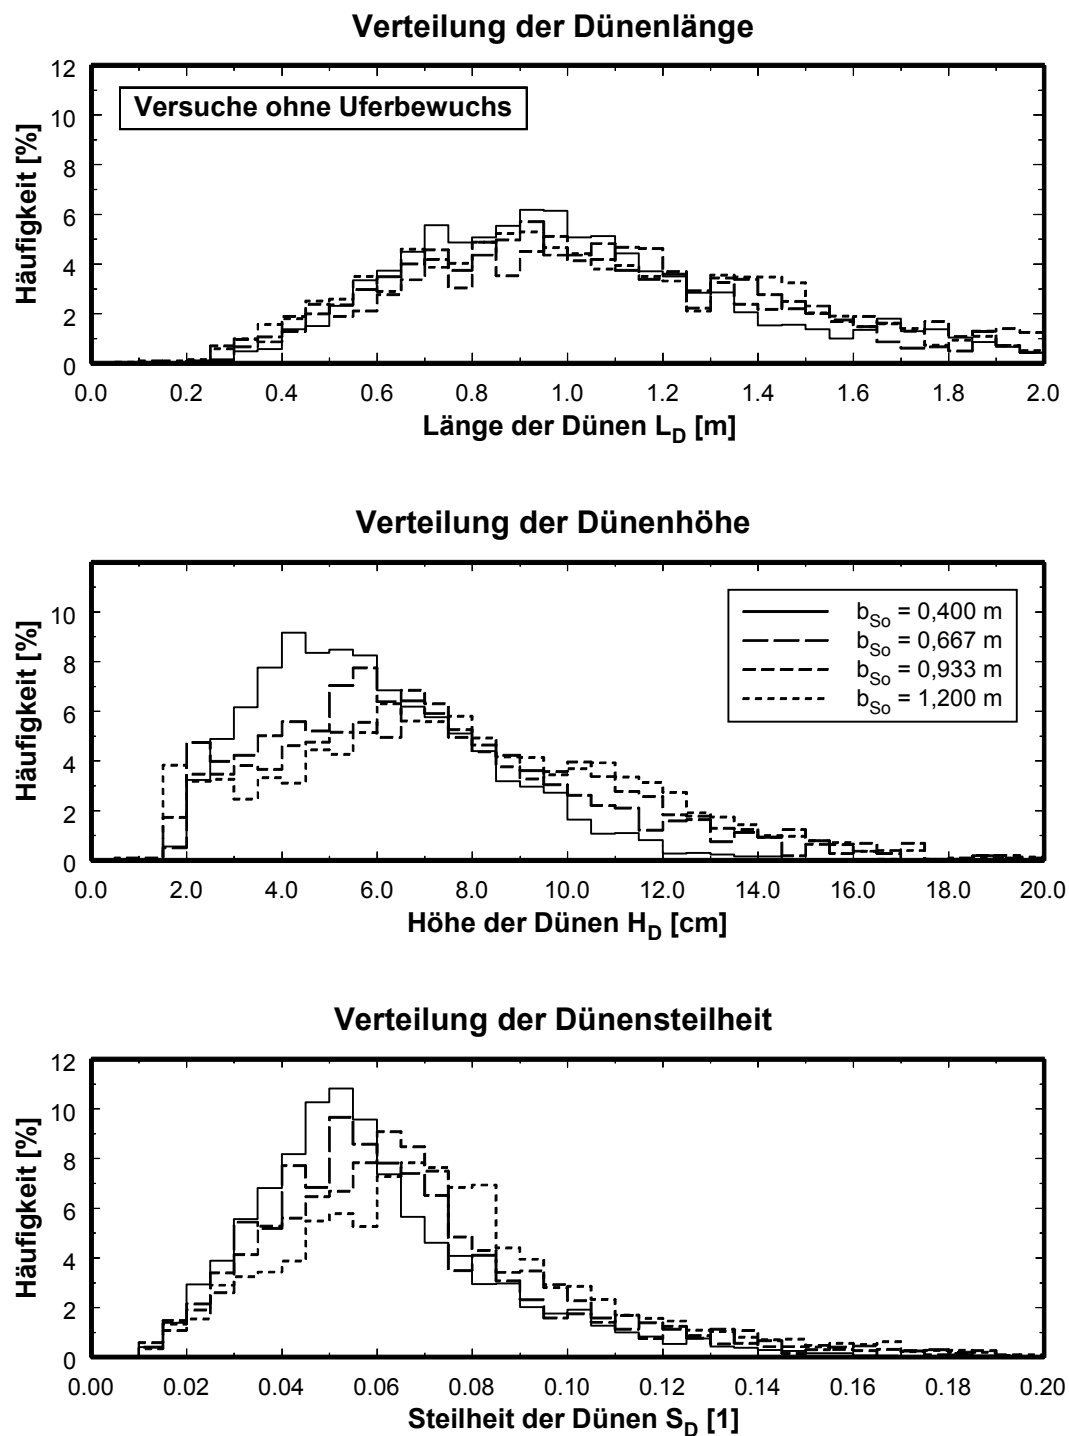 Verteilung der Dünenlänge
12
10
8
6
4
2
0
Häufigkeit [%]
Versuche ohne Uferbewuchs
0.0 0.2 0.4 0.6 0.8 1.0 1.2 1.4 1.6 1.8 2.0
Länge der Dünen L_D [m]
Verteilung der Dünenhöhe
10
8
6
4
2
0
Häufigkeit [%]
b_So = 0,400 m
b_So = 0,667 m
b_So = 0,933 m
b_So = 1,200 m
0.0 2.0 4.0 6.0 8.0 10.0 12.0 14.0 16.0 18.0 20.0
Höhe der Dünen H_D [cm]
Verteilung der Dünensteilheit
12
10
8
6
4
2
0
Häufigkeit [%]
0.00 0.02 0.04 0.06 0.08 0.10 0.12 0.14 0.16 0.18 0.20
Steilheit der Dünen S_D [1]